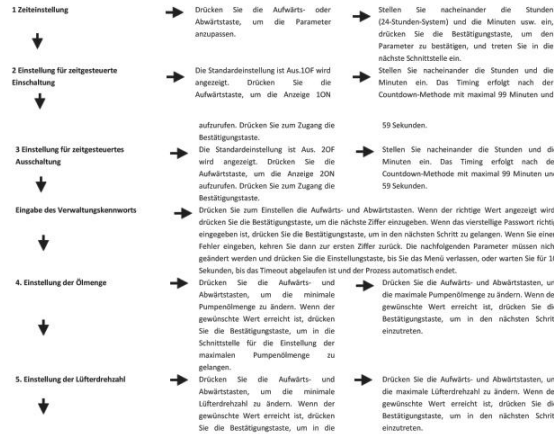 1 Zeiteinstellung
Drücken Sie die Aufwärts- oder
Abwärtstaste, um die Parameter
anzupassen.
Stellen Sie nacheinander die Stunden
(24-Stunden-System) und die Minuten usw. ein,
drücken Sie die Bestätigungstaste, um den
Parameter zu bestätigen, und treten Sie in die
nächste Schnittstelle ein.
2 Einstellung für zeitgesteuerte
Einschaltung
Die Standardeinstellung ist Aus.1OF wird
angezeigt. Drücken Sie die
Aufwärtstaste, um die Anzeige 1ON
Stellen Sie nacheinander die Stunden und die
Minuten ein. Das Timing erfolgt nach der
Countdown-Methode mit maximal 99 Minuten und
aufzurufen. Drücken Sie zum Zugang die
Bestätigungstaste.
59 Sekunden.
3 Einstellung für zeitgesteuertes
Ausschaltung
Die Standardeinstellung ist Aus. 2OF
wird angezeigt. Drücken Sie die
Aufwärtstaste, um die Anzeige 2ON
aufzurufen. Drücken Sie zum Zugang die
Bestätigungstaste.
Stellen Sie nacheinander die Stunden und die
Minuten ein. Das Timing erfolgt nach der
Countdown-Methode mit maximal 99 Minuten und
59 Sekunden.
Eingabe des Verwaltungskennworts
Drücken Sie zum Einstellen die Aufwärts- und Abwärtstasten. Wenn der richtige Wert angezeigt wird,
drücken Sie die Bestätigungstaste, um die nächste Ziffer einzugeben. Wenn das vierstellige Passwort richtig
eingegeben ist, drücken Sie die Bestätigungstaste, um in den nächsten Schritt zu gelangen. Wenn Sie einen
Fehler eingeben, kehren Sie dann zur ersten Ziffer zurück. Die nachfolgenden Parameter müssen nich
geändert werden und drücken Sie die Einstellungstaste, bis Sie das Menü verlassen, oder warten Sie für 10
Sekunden, bis das Timeout abgelaufen ist und der Prozess automatisch endet.
4. Einstellung der Ölmenge
Drücken Sie die Aufwärts- und
Abwärtstasten, um die minimale
Pumpenölmenge zu ändern. Wenn der
gewünschte Wert erreicht ist, drücken
Sie die Bestätigungstaste, um in die
Schnittstelle für die Einstellung der
maximalen Pumpenölmenge zu
gelangen.
Drücken Sie die Aufwärts- und Abwärtstasten, um
die maximale Pumpenölmenge zu ändern. Wenn der
gewünschte Wert erreicht ist, drücken Sie die
Bestätigungstaste, um in den nächsten Schrit
einzutreten.
5. Einstellung der Lüfterdrehzahl
Drücken Sie die Aufwärts- und
Abwärtstasten, um die minimale
Lüfterdrehzahl zu ändern. Wenn der
gewünschte Wert erreicht ist, drücken
Sie die Bestätigungstaste, um in die
Drücken Sie die Aufwärts- und Abwärtstasten, um
die maximale Lüfterdrehzahl zu ändern. Wenn der
gewünschte Wert erreicht ist, drücken Sie die
Bestätigungstaste, um in den nächsten Schrit
einzutreten.